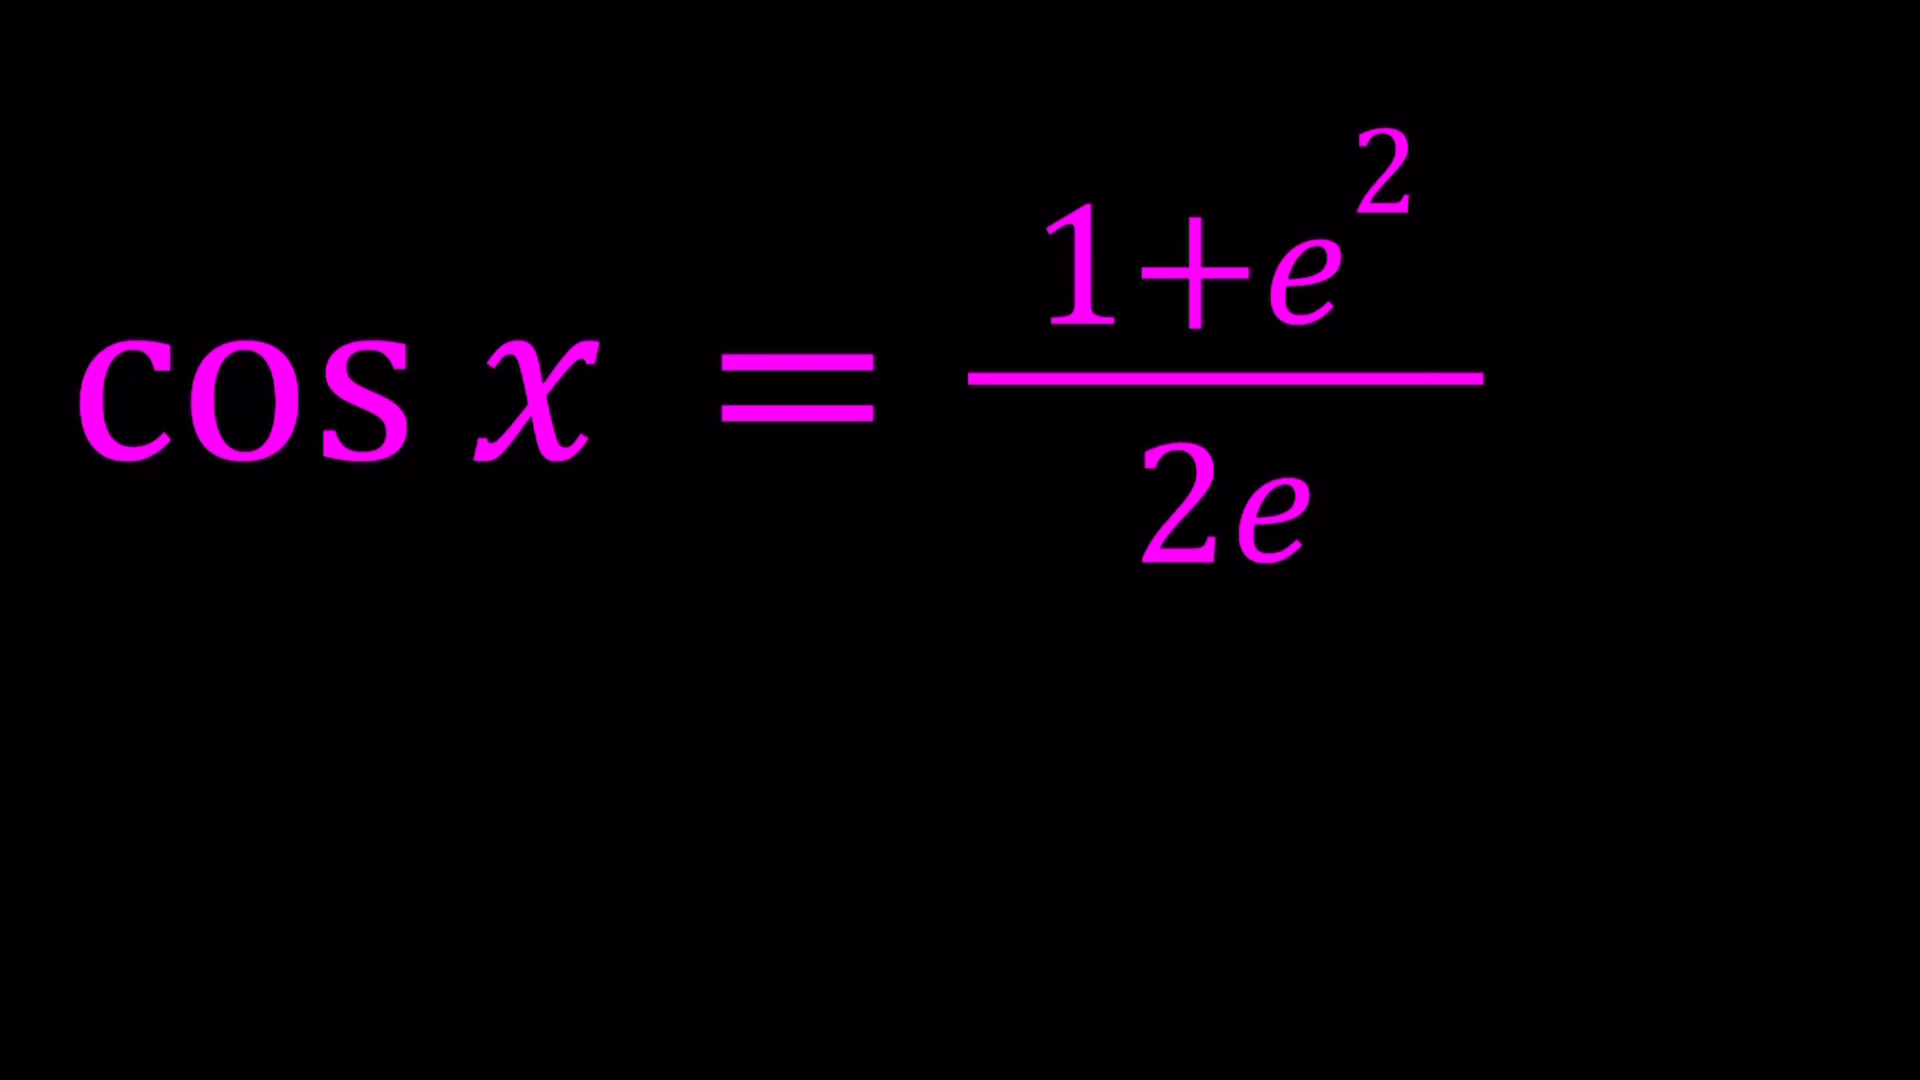 cos x = (1+e^2)/(2e)